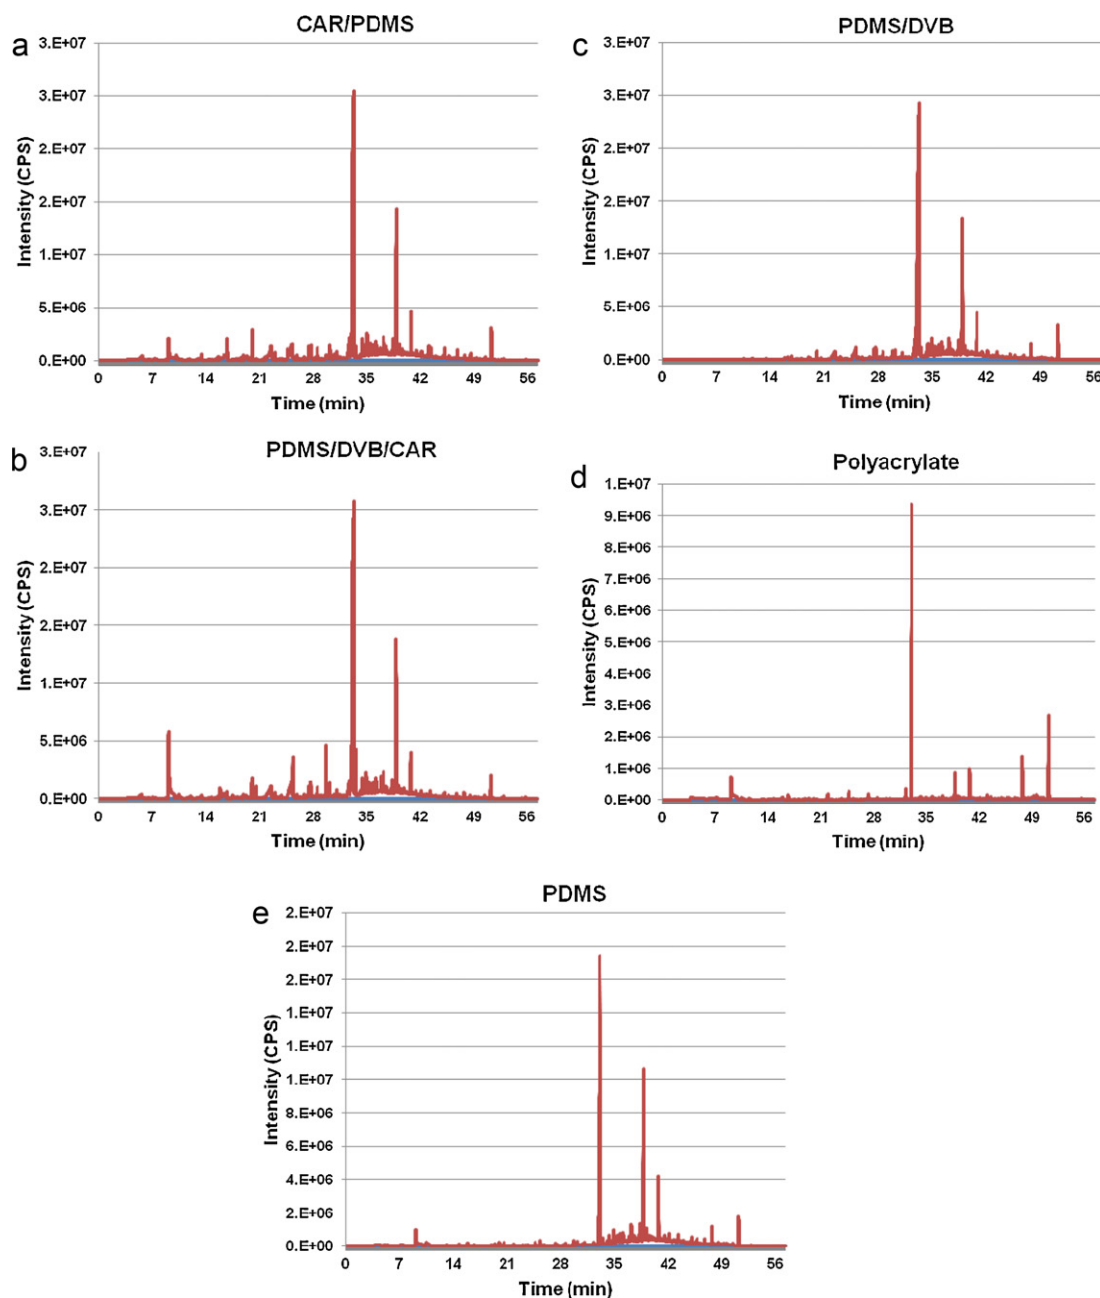 a
CAR/PDMS
3.E+07
3.E+07
2.E+07
2.E+07
1.E+07
5.E+06
0.E+00
Intensity (CPS)
0 7 14 21 28 35 42 49 56
Time (min)
c
PDMS/DVB
3.E+07
3.E+07
2.E+07
2.E+07
1.E+07
5.E+06
0.E+00
Intensity (CPS)
0 7 14 21 28 35 42 49 56
Time (min)
b
PDMS/DVB/CAR
3.E+07
3.E+07
2.E+07
2.E+07
1.E+07
5.E+06
0.E+00
Intensity (CPS)
0 7 14 21 28 35 42 49 56
Time (min)
d
Polyacrylate
1.E+07
9.E+06
8.E+06
7.E+06
6.E+06
5.E+06
4.E+06
3.E+06
2.E+06
1.E+06
0.E+00
Intensity (CPS)
0 7 14 21 28 35 42 49 56
Time (min)
e
PDMS
2.E+07
2.E+07
2.E+07
1.E+07
1.E+07
1.E+07
8.E+06
6.E+06
4.E+06
2.E+06
0.E+00
Intensity (CPS)
0 7 14 21 28 35 42 49 56
Time (min)